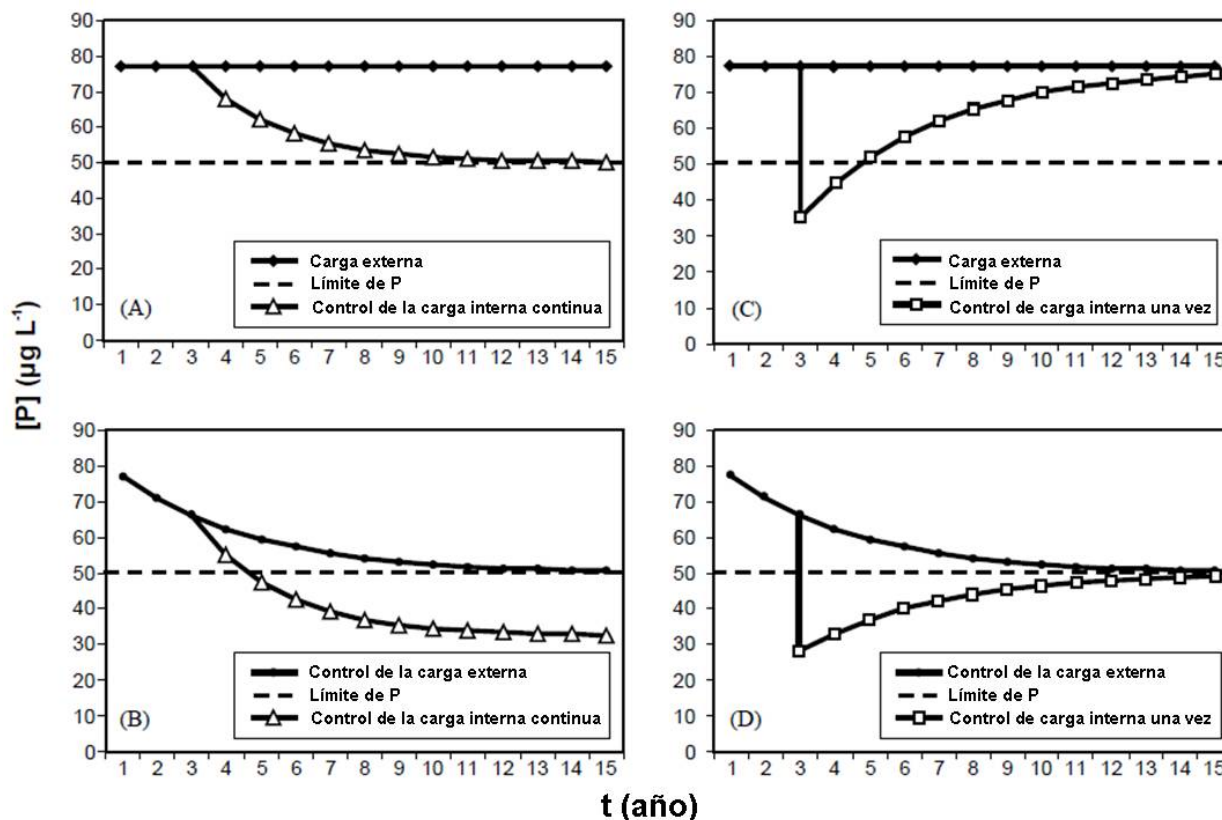 [P] (µg L⁻¹)
90
80
70
60
50
40
30
20
10
0
(A)
Carga externa
Límite de P
Control de la carga interna continua
1 2 3 4 5 6 7 8 9 10 11 12 13 14 15
90
80
70
60
50
40
30
20
10
0
(C)
Carga externa
Límite de P
Control de carga interna una vez
1 2 3 4 5 6 7 8 9 10 11 12 13 14 15
90
80
70
60
50
40
30
20
10
0
(B)
Control de la carga externa
Límite de P
Control de la carga interna continua
1 2 3 4 5 6 7 8 9 10 11 12 13 14 15
90
80
70
60
50
40
30
20
10
0
(D)
Control de la carga externa
Límite de P
Control de carga interna una vez
1 2 3 4 5 6 7 8 9 10 11 12 13 14 15
t (año)